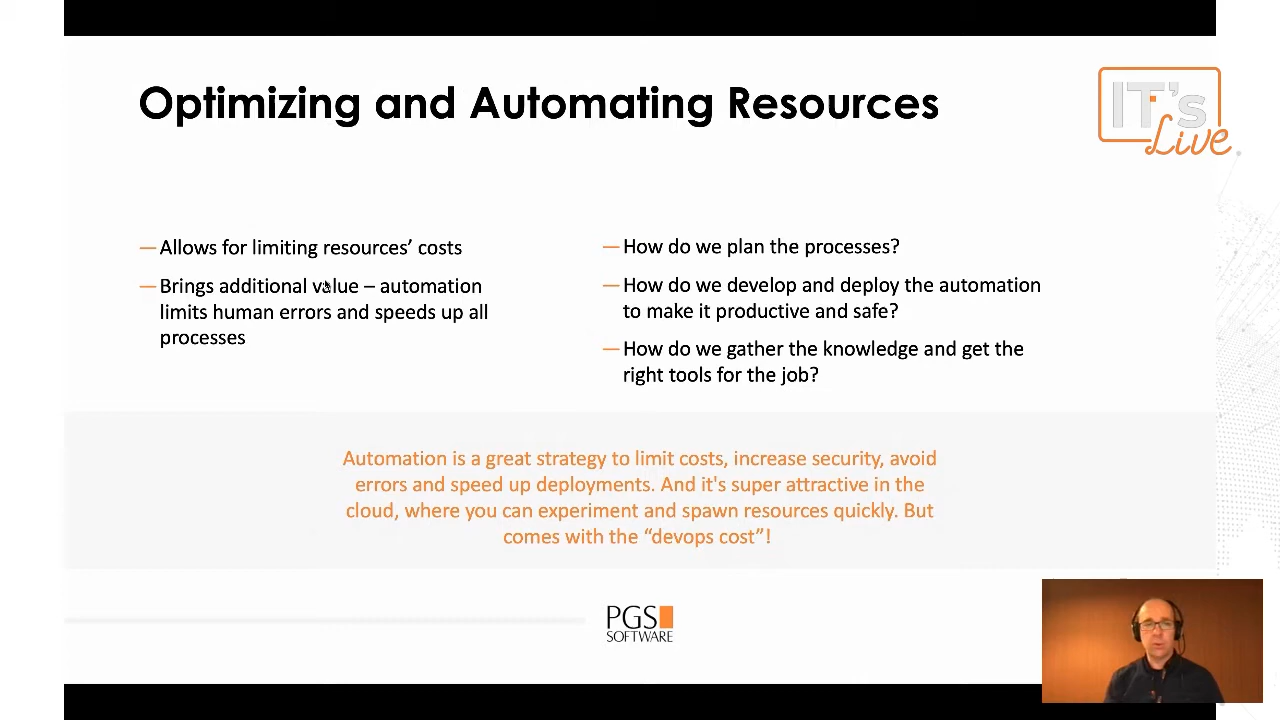 Optimizing and Automating Resources
IT's
Live
— Allows for limiting resources’ costs
— Brings additional value – automation
limits human errors and speeds up all
processes
— How do we plan the processes?
— How do we develop and deploy the automation
to make it productive and safe?
— How do we gather the knowledge and get the
right tools for the job?
Automation is a great strategy to limit costs, increase security, avoid
errors and speed up deployments. And it's super attractive in the
cloud, where you can experiment and spawn resources quickly. But
comes with the “devops cost”!
PGS
SOFTWARE